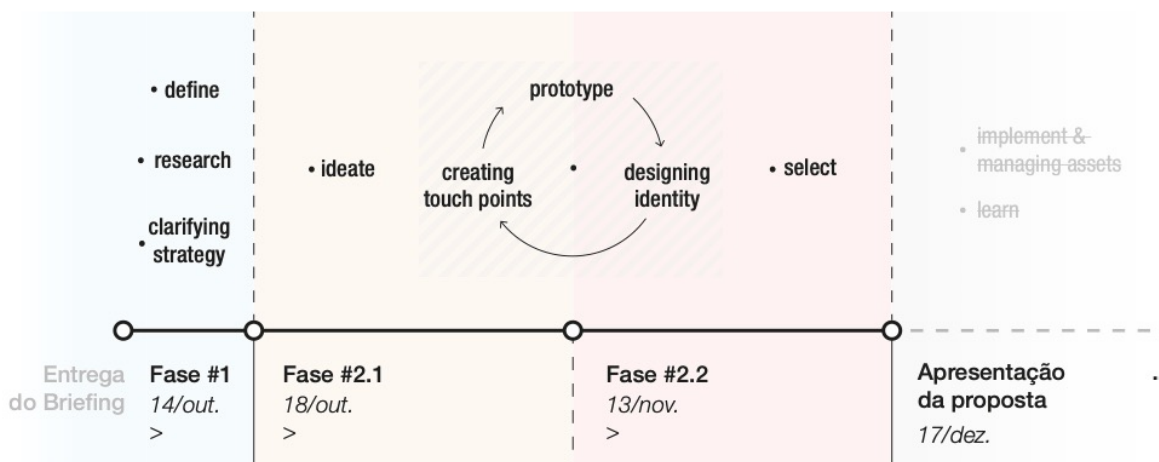 • define
• research
• clarifying
strategy
• ideate
prototype
creating
touch points
•
designing
identity
• select
• implement &
managing assets
• learn
Entrega
do Briefing
Fase #1
14/out.
>
Fase #2.1
18/out.
>
Fase #2.2
13/nov.
>
Apresentação
da proposta
17/dez.
.